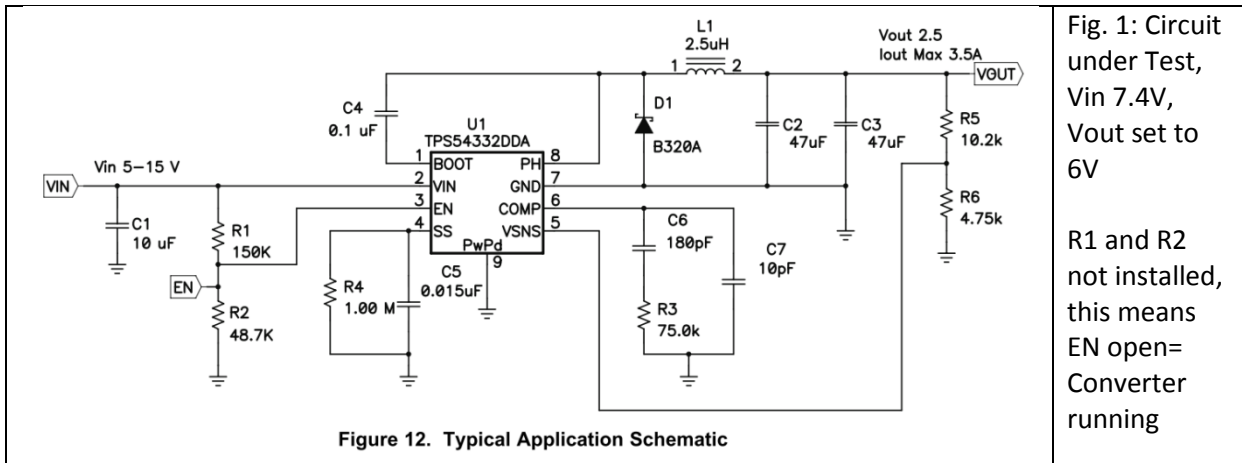 L1
2.5uH
1
2
Vout 2.5
Iout Max 3.5A
VOUT
C4
0.1 uF
D1
B320A
C2
47uF
C3
47uF
R5
10.2k
R6
4.75k
U1
TPS54332DDA
1
BOOT
PH
8
2
VIN
GND
7
3
EN
COMP
6
4
SS
VSNS
5
PwPd
9
Vin 5-15 V
VIN
C1
10 uF
R1
150K
EN
R2
48.7K
R4
1.00 M
C5
0.015uF
C6
180pF
C7
10pF
R3
75.0k
Figure 12. Typical Application Schematic
Fig. 1: Circuit
under Test,
Vin 7.4V,
Vout set to
6V
R1 and R2
not installed,
this means
EN open=
Converter
running